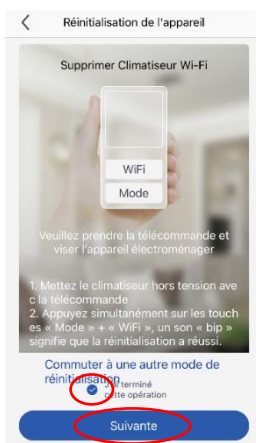 Réinitialisation de l'appareil
Supprimer Climatiseur Wi-Fi
WiFi
Mode
Veuillez prendre la télécommande et
viser l'appareil électroménager
1. Mettez le climatiseur hors tension ave
c la télécommande
2. Appuyez simultanément sur les touch
es « Mode » + « WiFi », un son « bip »
signifie que la réinitialisation a réussi.
Commuter à une autre mode de
réinitialisation
J'ai terminé
cette opération
Suivante